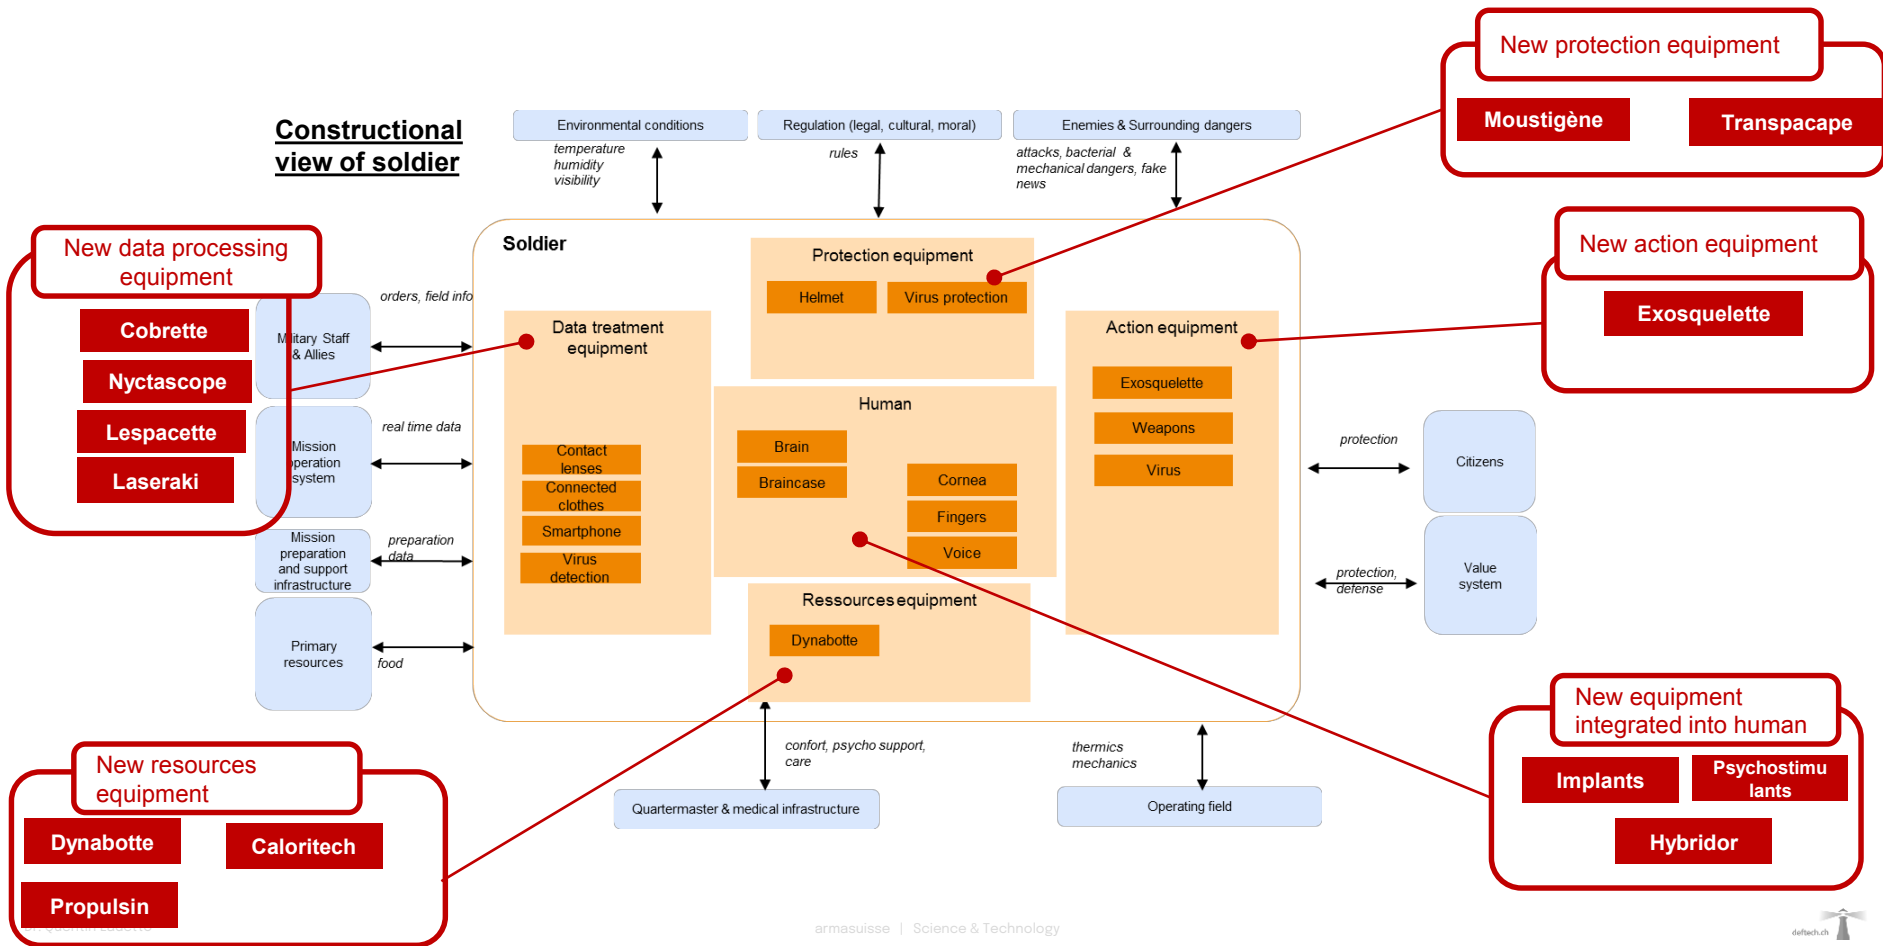 New protection equipment
Moustigène
Transpacape
Constructional
view of soldier
Environmental conditions
Regulation (legal, cultural, moral)
Enemies & Surrounding dangers
temperature
humidity
visibility
rules
attacks, bacterial &
mechanical dangers, fake
news
New data processing
equipment
Cobrette
Nyctascope
Lespacette
Laseraki
Soldier
Protection equipment
Helmet
Virus protection
New action equipment
Exosquelette
orders, field info
Military Staff
& Allies
Data treatment
equipment
Contact
lenses
Connected
clothes
Smartphone
Virus
detection
Action equipment
Exosquelette
Weapons
Virus
Human
Brain
Braincase
Cornea
Fingers
Voice
real time data
Mission
operation
system
protection
Citizens
Mission
preparation
and support
infrastructure
preparation
data
protection,
defense
Value
system
Ressources equipment
Dynabotte
Primary
resources
food
New equipment
integrated into human
Implants
Psychostimu
lants
Hybridor
New resources
equipment
Dynabotte
Caloritech
Propulsin
confort, psycho support,
care
thermics
mechanics
Quartermaster & medical infrastructure
Operating field
armasuisse | Science & Technology
deftech.ch